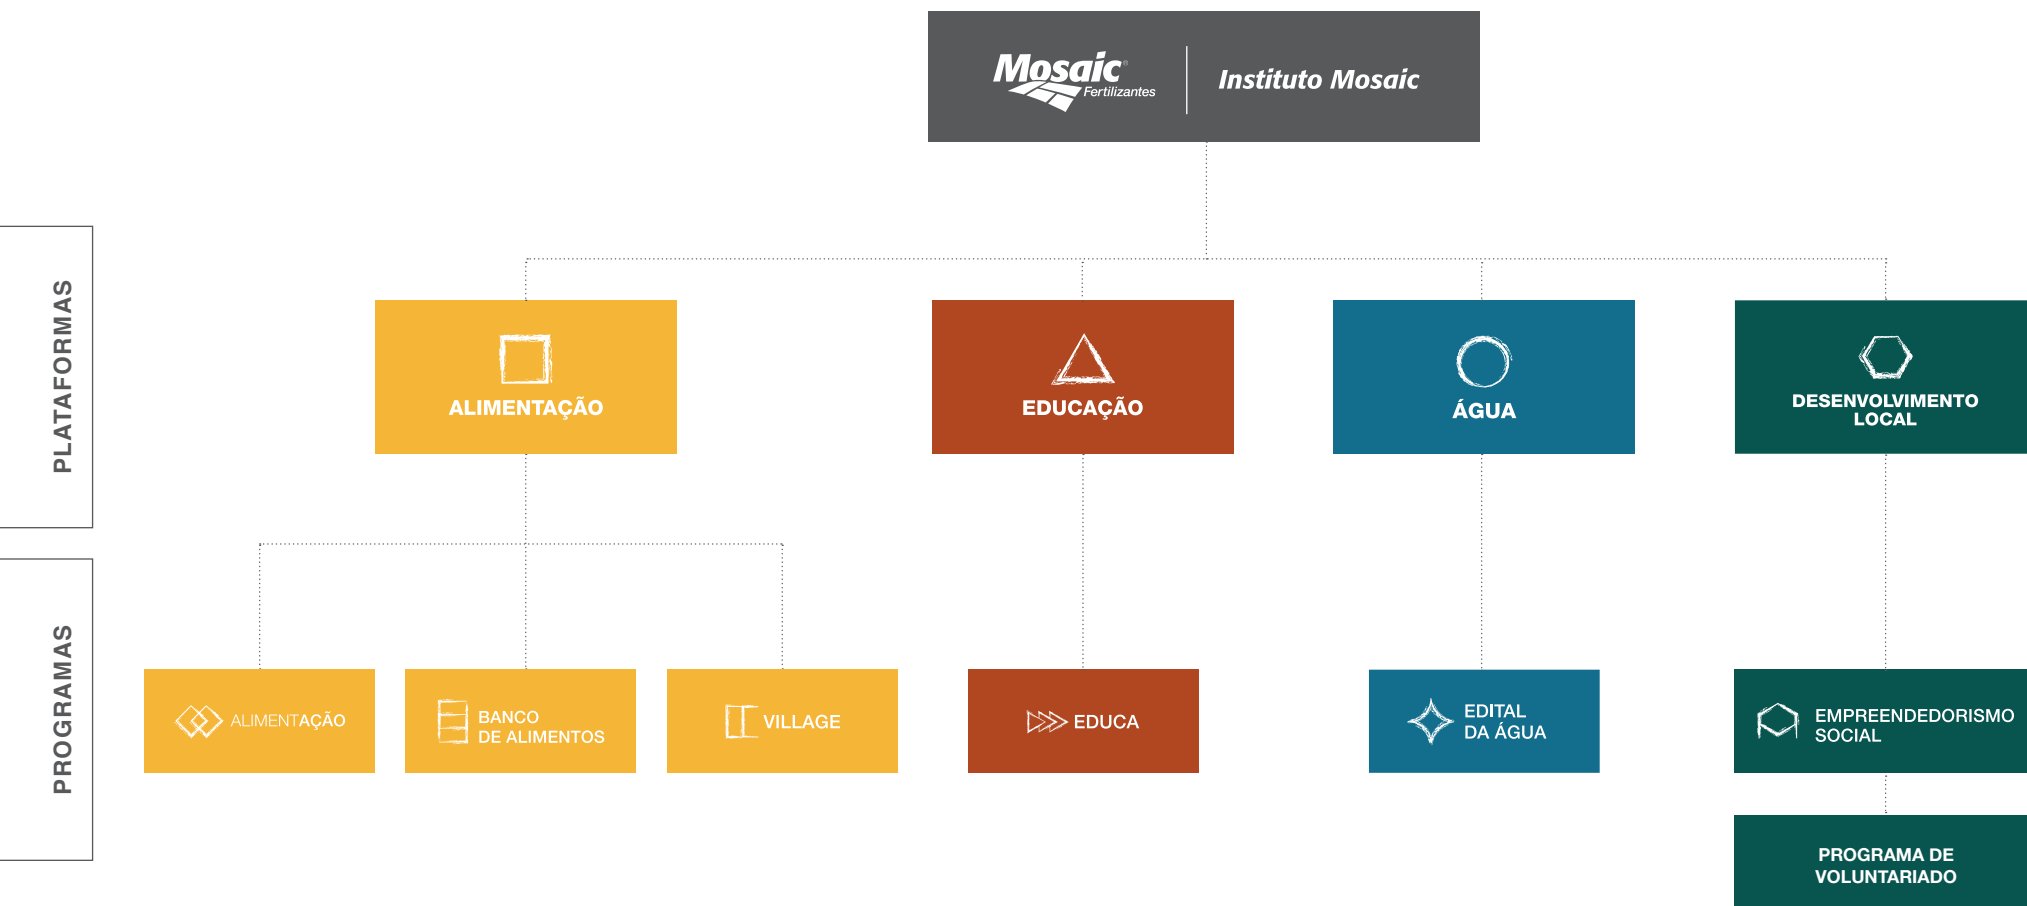 Mosaic®
Fertilizantes
Instituto Mosaic
PLATAFORMAS
ALIMENTAÇÃO
EDUCAÇÃO
ÁGUA
DESENVOLVIMENTO
LOCAL
PROGRAMAS
ALIMENTAÇÃO
BANCO
DE ALIMENTOS
VILLAGE
EDUCA
EDITAL
DA ÁGUA
EMPREENDEDORISMO
SOCIAL
PROGRAMA DE
VOLUNTARIADO